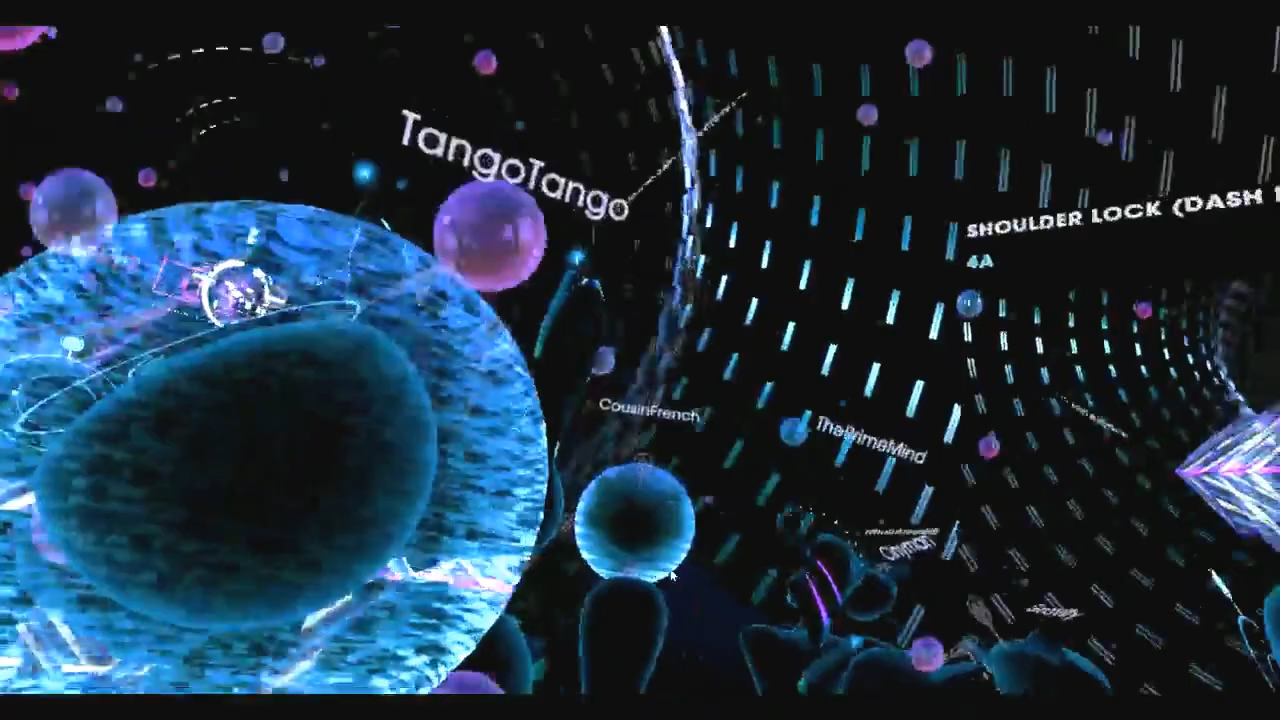 TangoTango
SHOULDER LOCK (DASH
4A
CousinFrench
ThePrimeMind